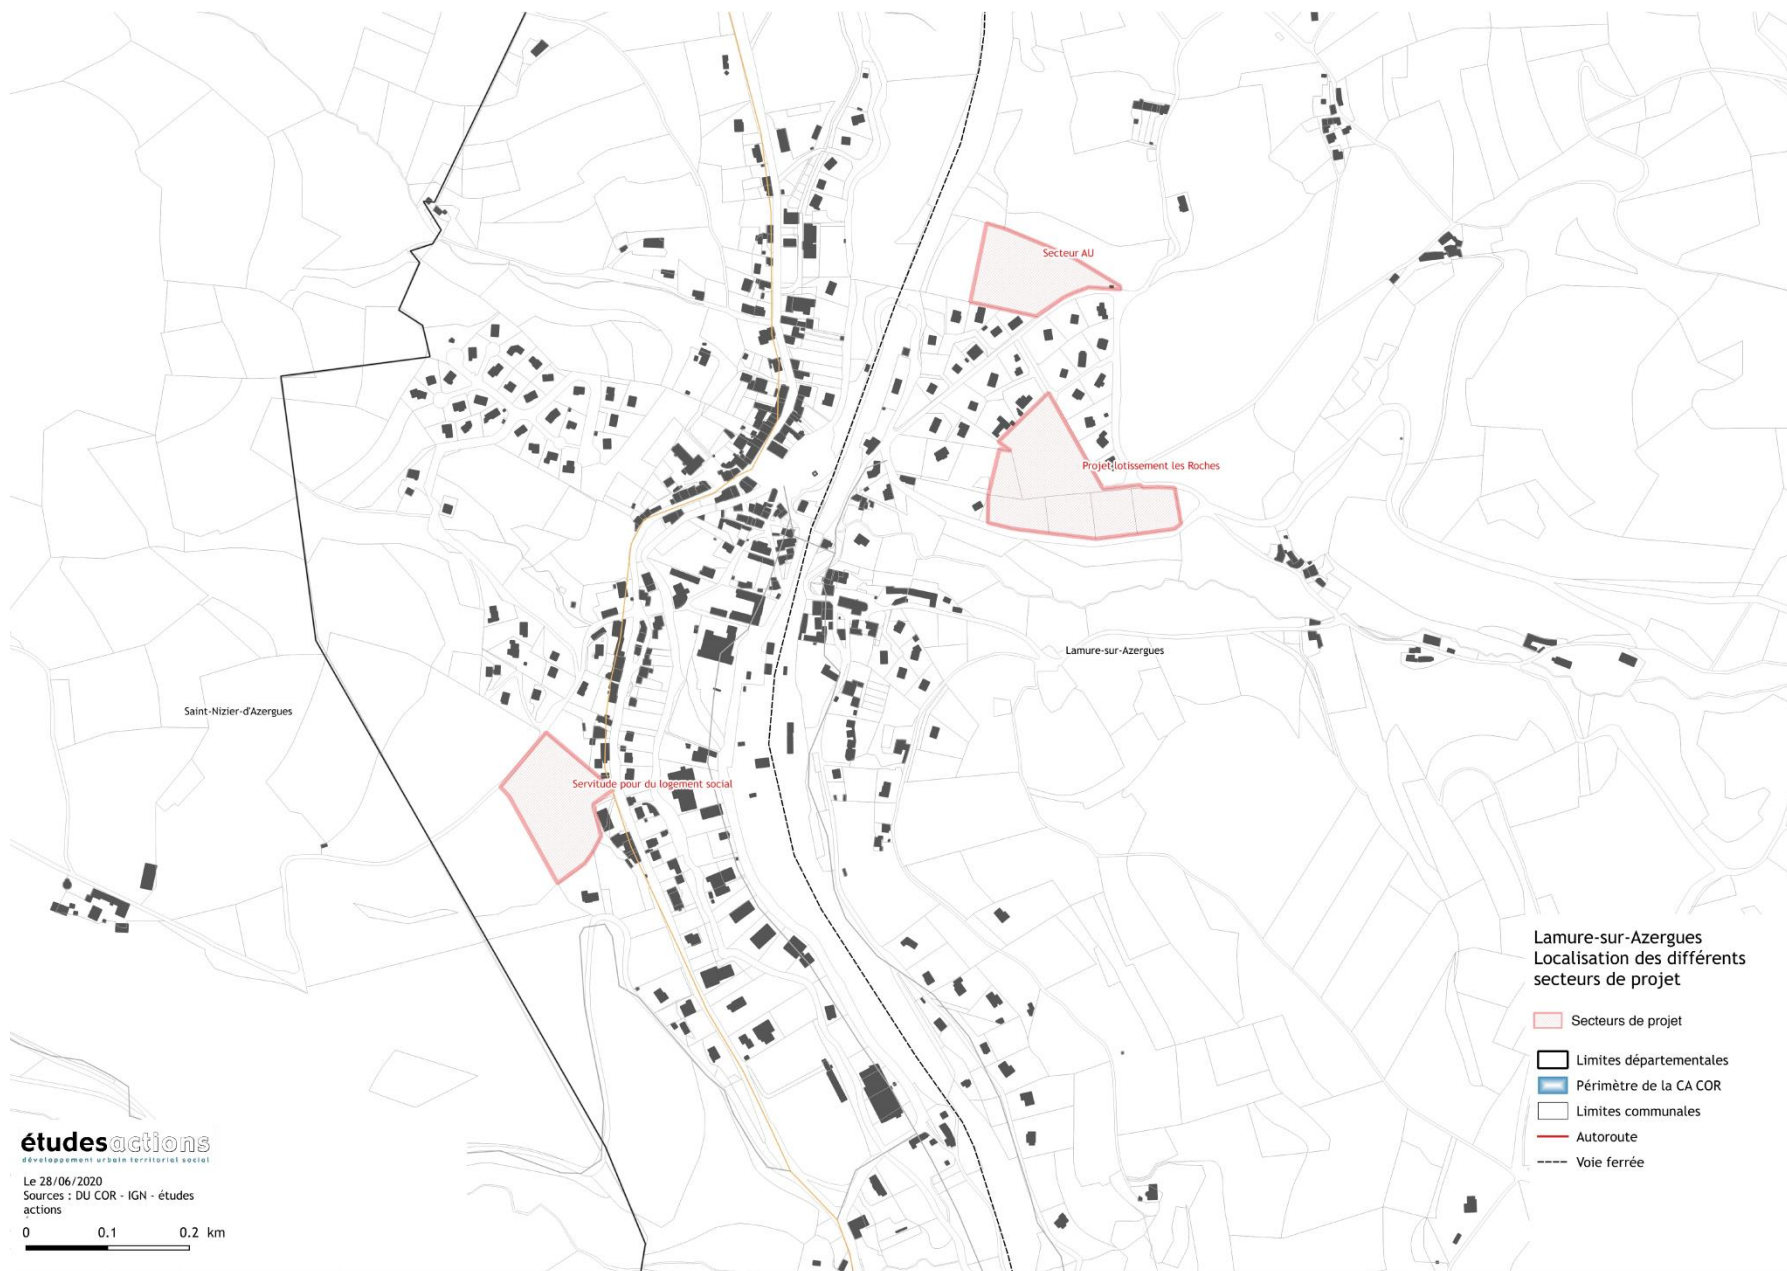 Secteur AU
Projet lotissement les Roches
Lamure-sur-Azergues
Saint-Nizier-d'Azergues
Servitude pour du logement social
Lamure-sur-Azergues
Localisation des différents
secteurs de projet
Secteurs de projet
Limites départementales
Périmètre de la CA COR
Limites communales
Autoroute
Voie ferrée
étudesactions
développement urbain territorial social
Le 28/06/2020
Sources : DU COR - IGN - études
actions
0 0.1 0.2 km